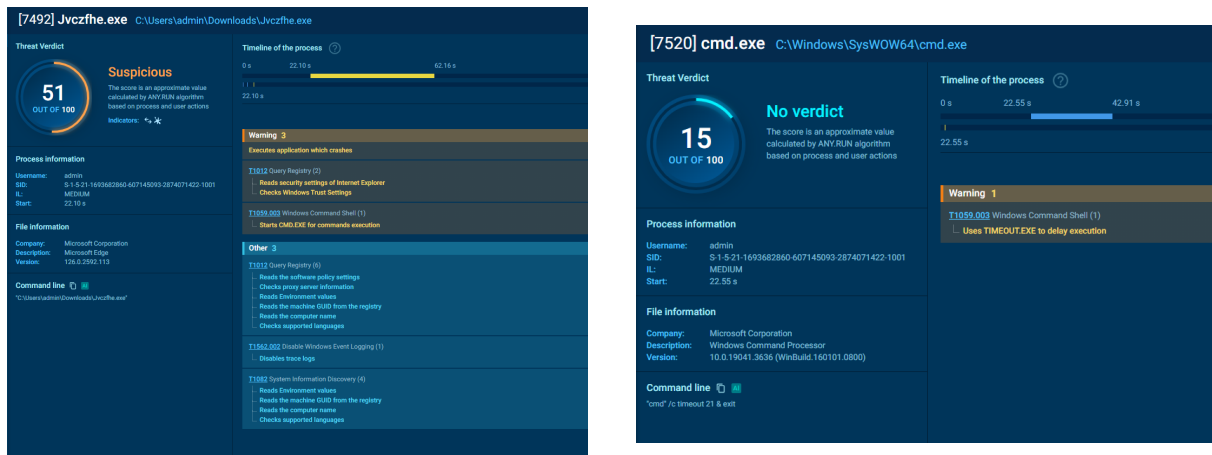 [7492] Jvczfhe.exe C:\Users\admin\Downloads\Jvczfhe.exe
Threat Verdict
51
OUT OF 100
Suspicious
The score is an approximate value
calculated by ANY.RUN algorithm
based on process and user actions
Indicators:
Process information
Username: admin
SID: S-1-5-21-1693682860-607145093-2874071422-1001
IL: MEDIUM
Start: 22.10 s
File information
Company: Microsoft Corporation
Description: Microsoft Edge
Version: 126.0.2592.113
Command line AI
"C:\Users\admin\Downloads\Jvczfhe.exe"
Timeline of the process ?
0 s 22.10 s 62.16 s
22.10 s
Warning 3
Executes application which crashes
T1012 Query Registry (2)
Reads security settings of Internet Explorer
Checks Windows Trust Settings
T1059.003 Windows Command Shell (1)
Starts CMD.EXE for commands execution
Other 3
T1012 Query Registry (6)
Reads the software policy settings
Checks proxy server information
Reads Environment values
Reads the machine GUID from the registry
Reads the computer name
Checks supported languages
T1562.002 Disable Windows Event Logging (1)
Disables trace logs
T1082 System Information Discovery (4)
Reads Environment values
Reads the machine GUID from the registry
Reads the computer name
Checks supported languages
[7520] cmd.exe C:\Windows\SysWOW64\cmd.exe
Threat Verdict
15
OUT OF 100
No verdict
The score is an approximate value
calculated by ANY.RUN algorithm
based on process and user actions
Process information
Username: admin
SID: S-1-5-21-1693682860-607145093-2874071422-1001
IL: MEDIUM
Start: 22.55 s
File information
Company: Microsoft Corporation
Description: Windows Command Processor
Version: 10.0.19041.3636 (WinBuild.160101.0800)
Command line AI
"cmd" /c timeout 21 & exit
Timeline of the process ?
0 s 22.55 s 42.91 s
22.55 s
Warning 1
T1059.003 Windows Command Shell (1)
Uses TIMEOUT.EXE to delay execution